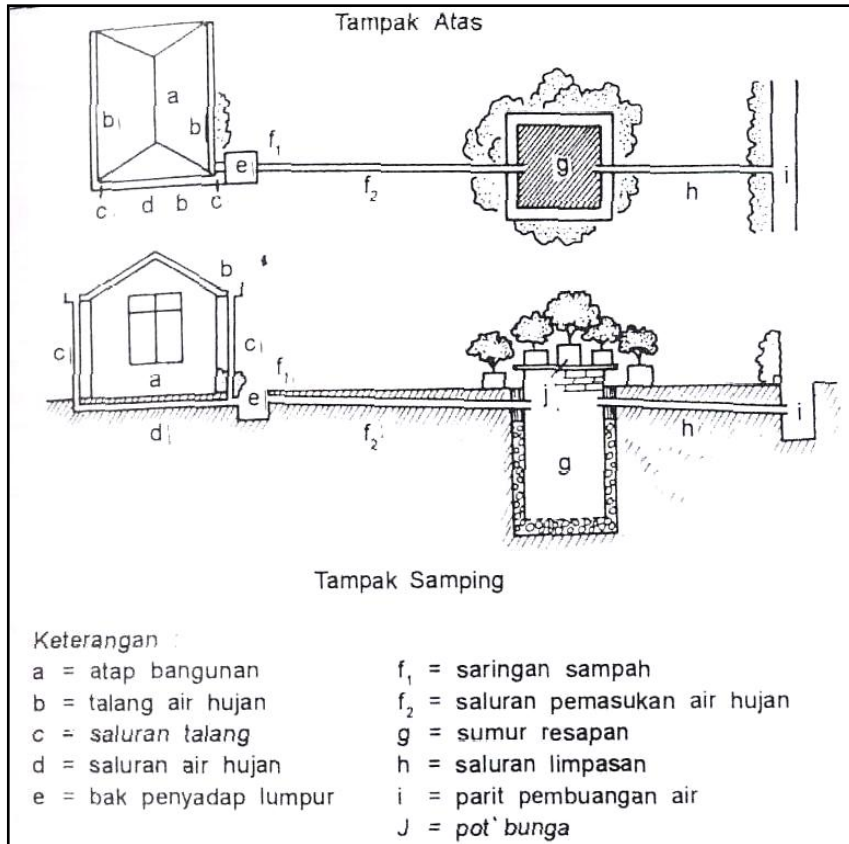 Tampak Atas
a
b
b
c
d
b
c
e
f₁
f₂
g
h
i
b
c
c
a
f₁
e
d
f₂
j
g
h
i
Tampak Samping
Keterangan :
a = atap bangunan
b = talang air hujan
c = saluran talang
d = saluran air hujan
e = bak penyadap lumpur
f₁ = saringan sampah
f₂ = saluran pemasukan air hujan
g = sumur resapan
h = saluran limpasan
i = parit pembuangan air
J = pot bunga